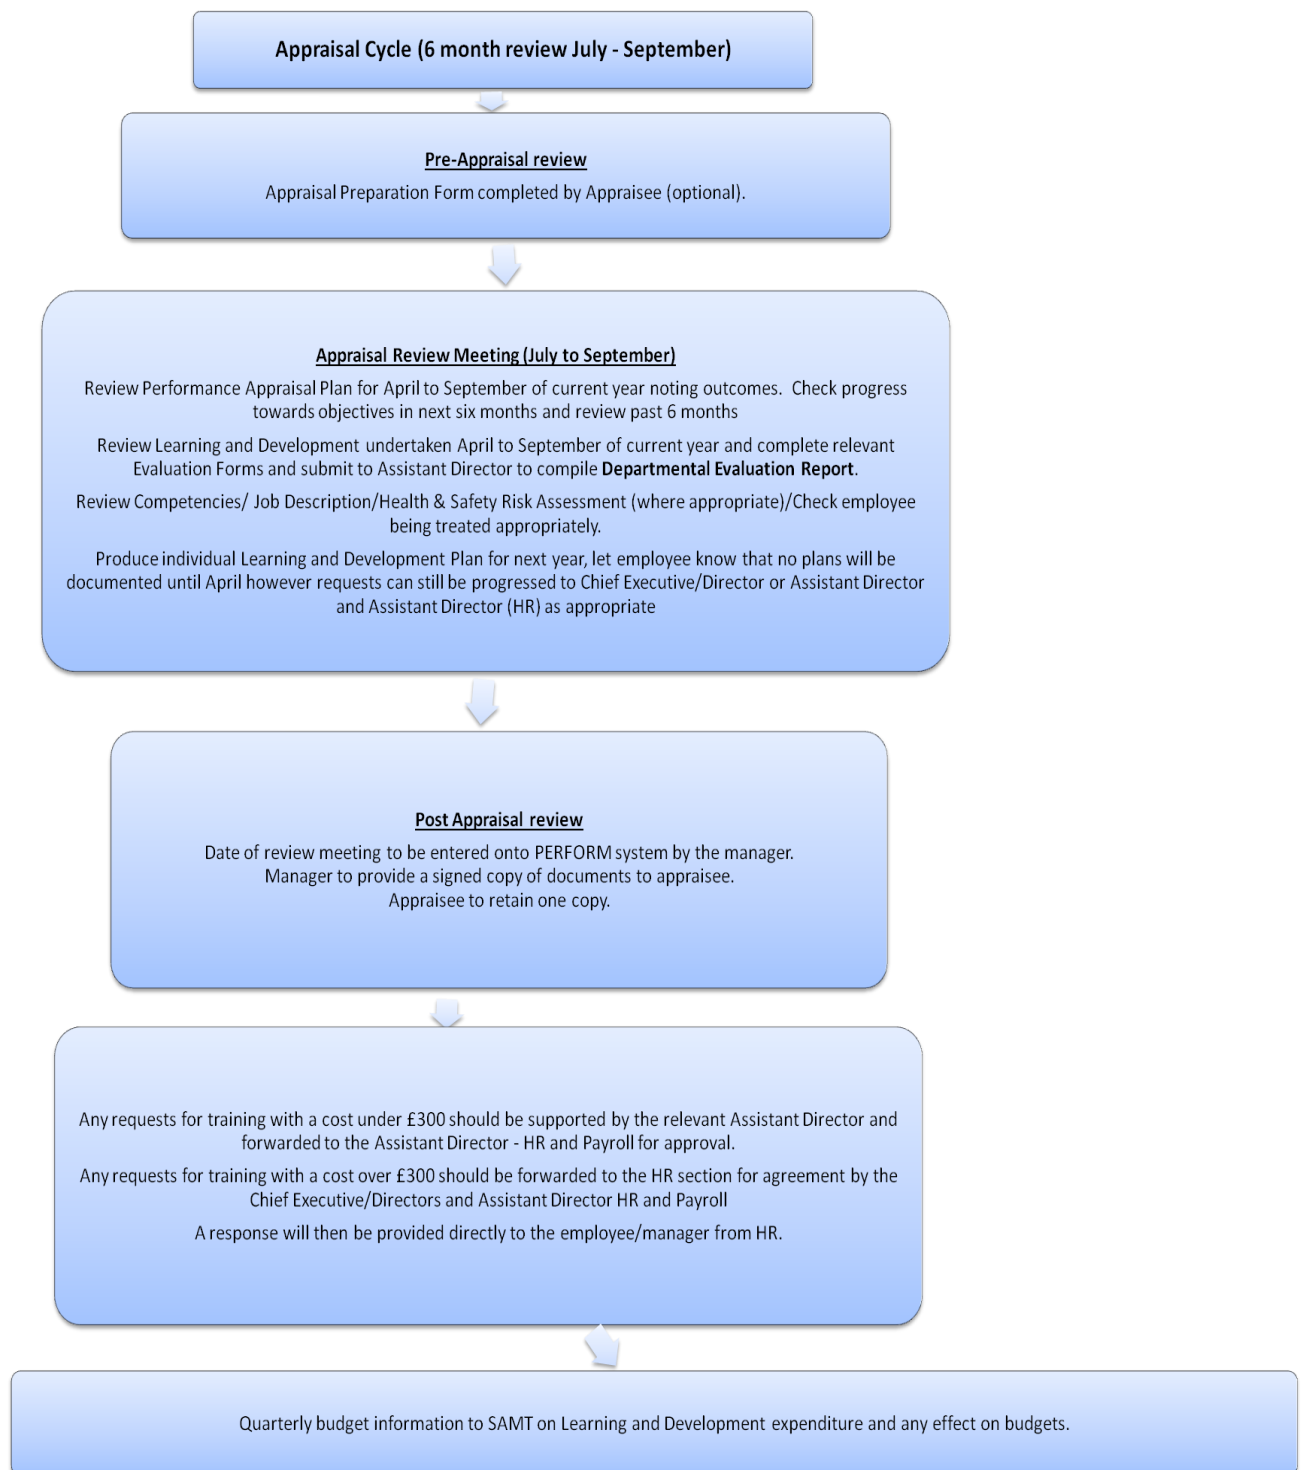 Appraisal Cycle (6 month review July - September)
Pre-Appraisal review
Appraisal Preparation Form completed by Appraisee (optional).
Appraisal Review Meeting (July to September)
Review Performance Appraisal Plan for April to September of current year noting outcomes.  Check progress
towards objectives in next six months and review past 6 months
Review Learning and Development undertaken April to September of current year and complete relevant
Evaluation Forms and submit to Assistant Director to compile Departmental Evaluation Report.
Review Competencies/ Job Description/Health & Safety Risk Assessment (where appropriate)/Check employee
being treated appropriately.
Produce individual Learning and Development Plan for next year, let employee know that no plans will be
documented until April however requests can still be progressed to Chief Executive/Director or Assistant Director
and Assistant Director (HR) as appropriate
Post Appraisal review
Date of review meeting to be entered onto PERFORM system by the manager.
Manager to provide a signed copy of documents to appraisee.
Appraisee to retain one copy.
Any requests for training with a cost under £300 should be supported by the relevant Assistant Director and
forwarded to the Assistant Director - HR and Payroll for approval.
Any requests for training with a cost over £300 should be forwarded to the HR section for agreement by the
Chief Executive/Directors and Assistant Director HR and Payroll
A response will then be provided directly to the employee/manager from HR.
Quarterly budget information to SAMT on Learning and Development expenditure and any effect on budgets.